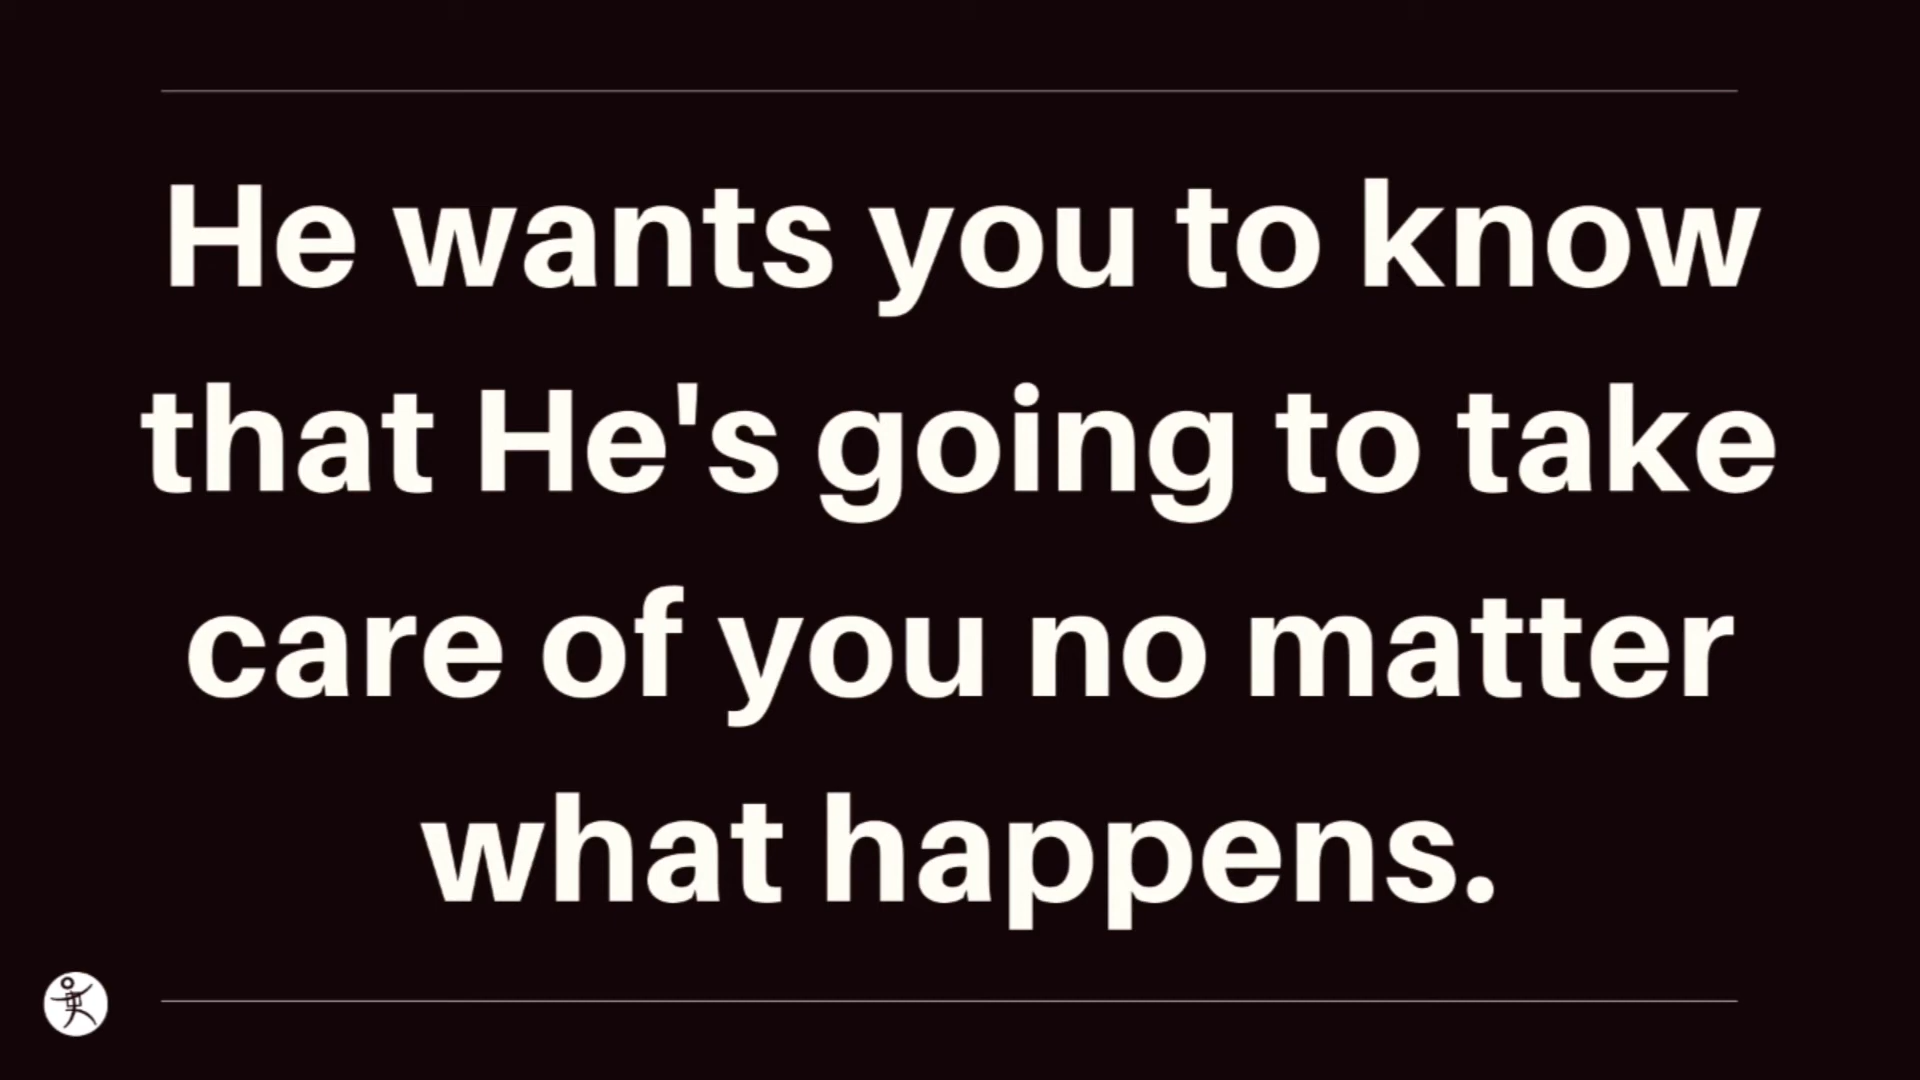 He wants you to know
that He's going to take
care of you no matter
what happens.